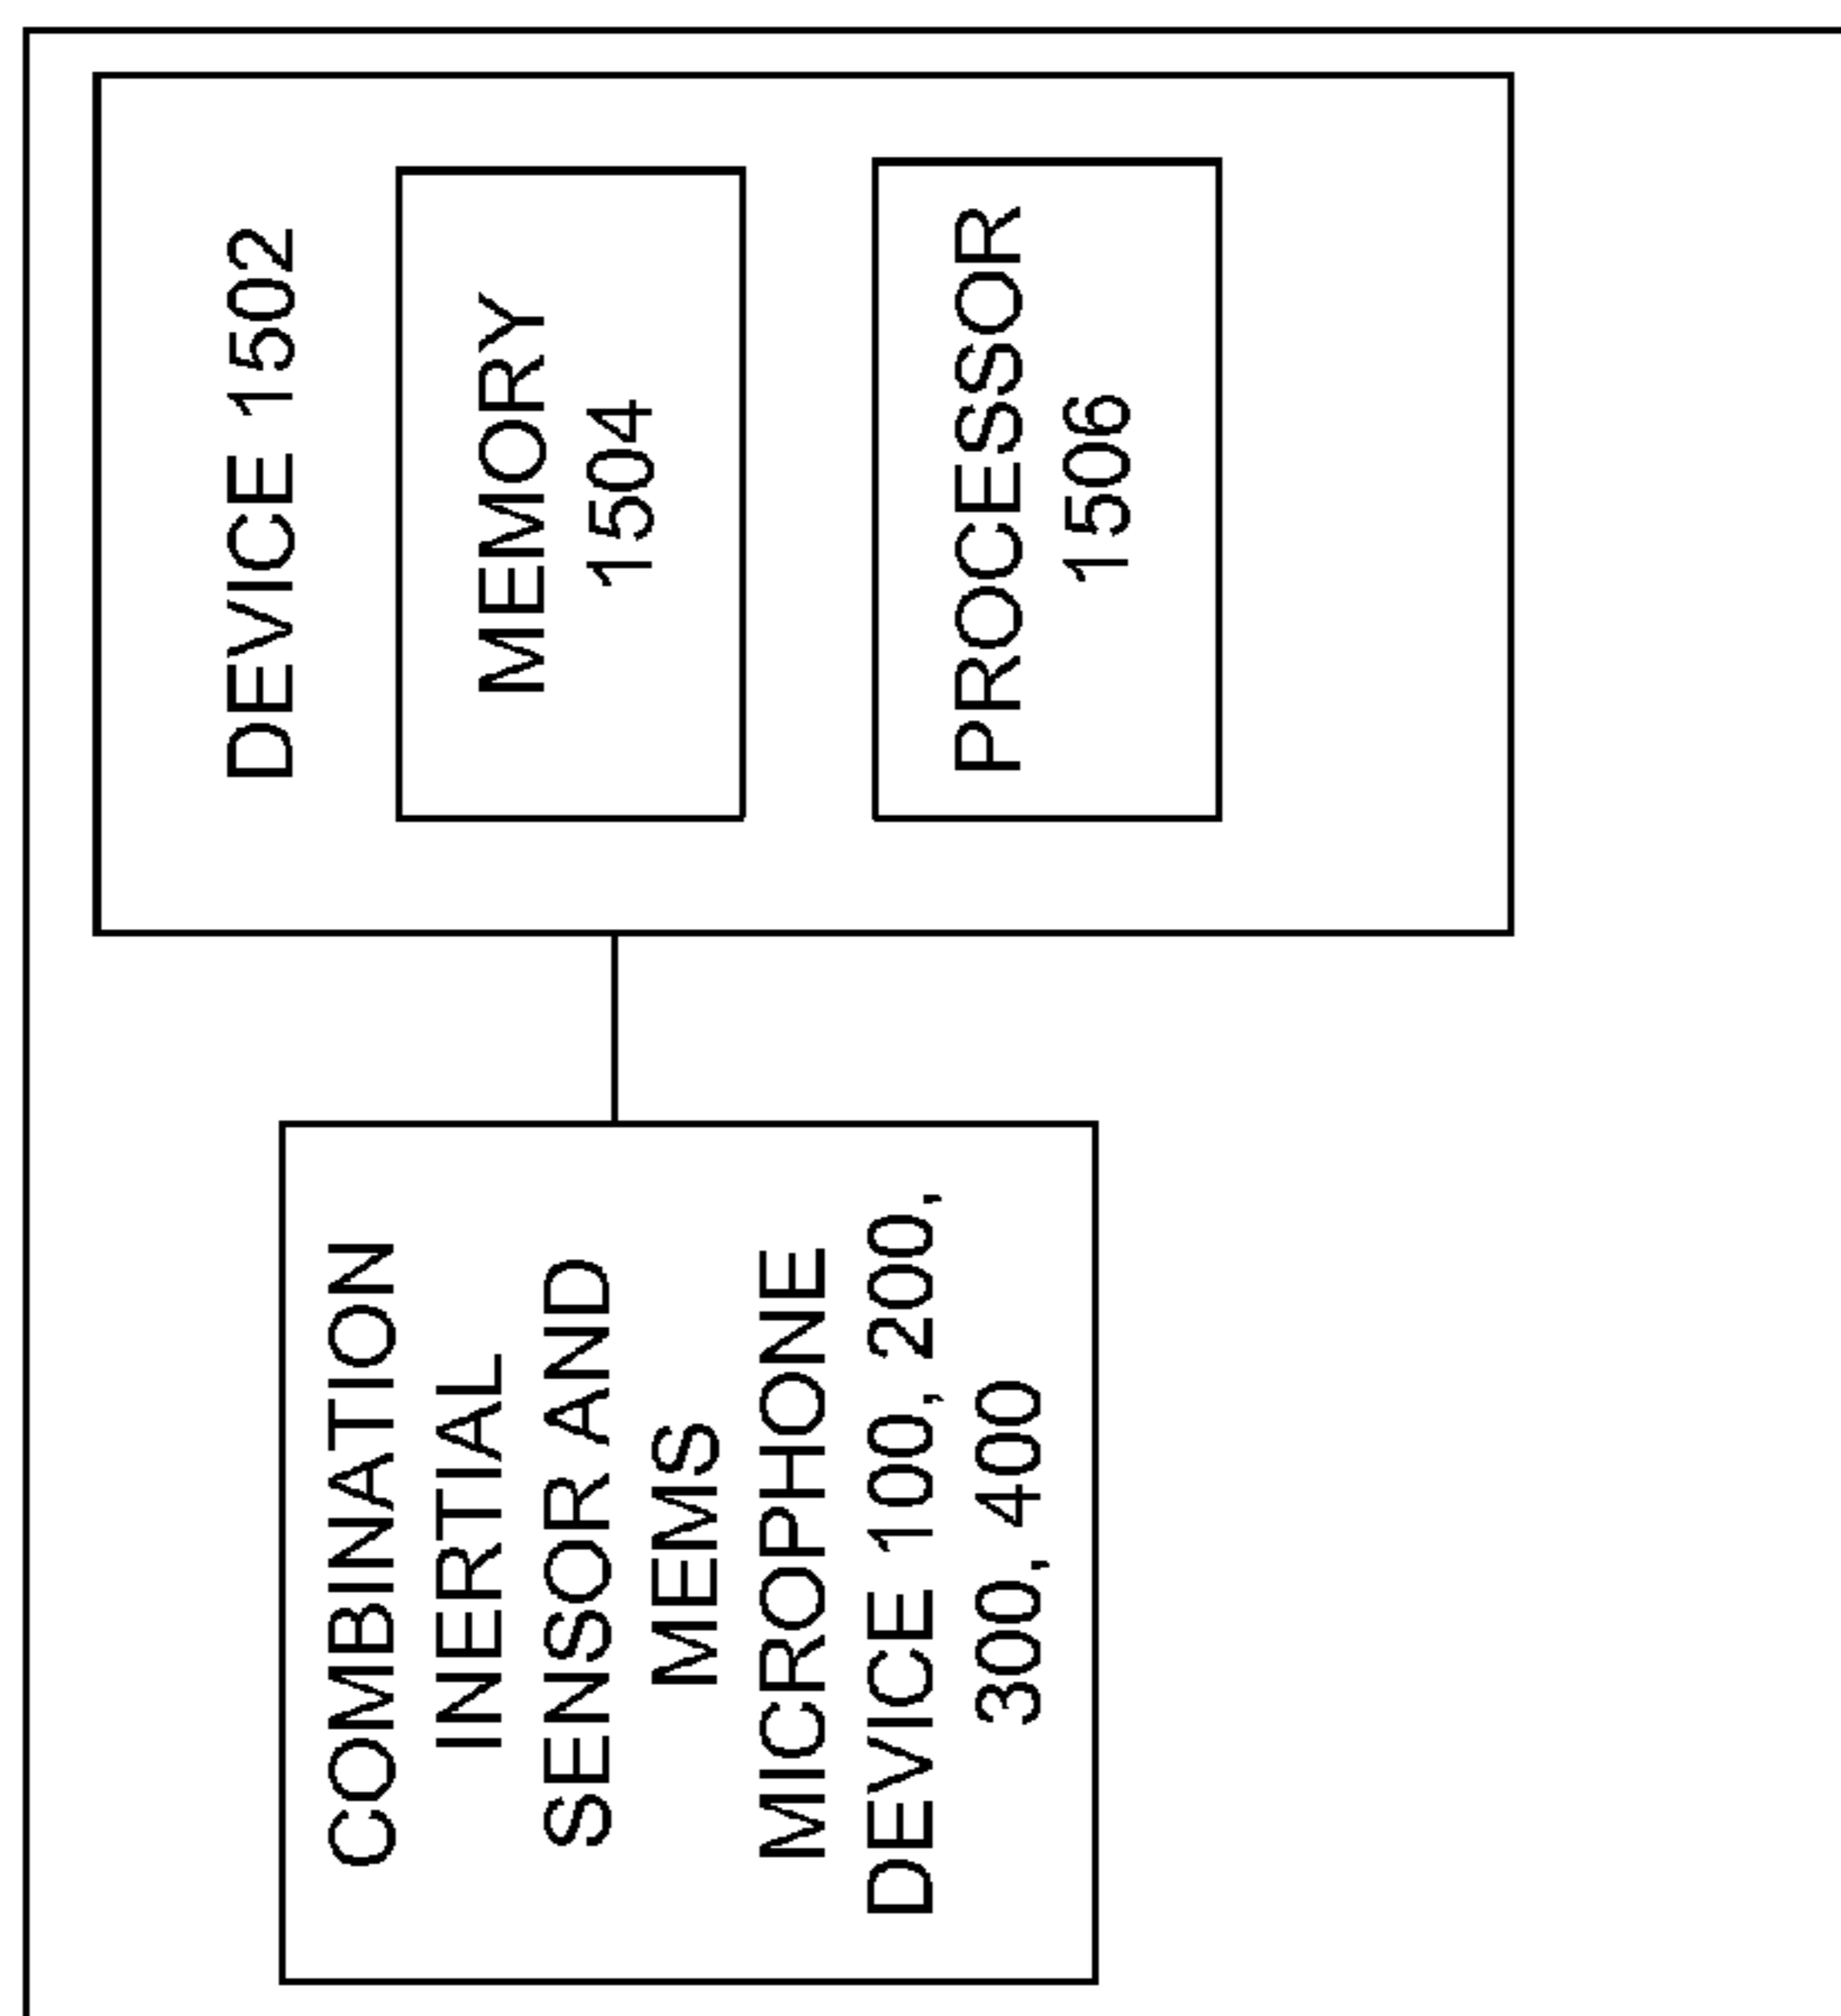 COMBINATION
INERTIAL
SENSOR AND
MEMS
MICROPHONE
DEVICE 100, 200,
300, 400
DEVICE 1502
MEMORY
1504
PROCESSOR
1506